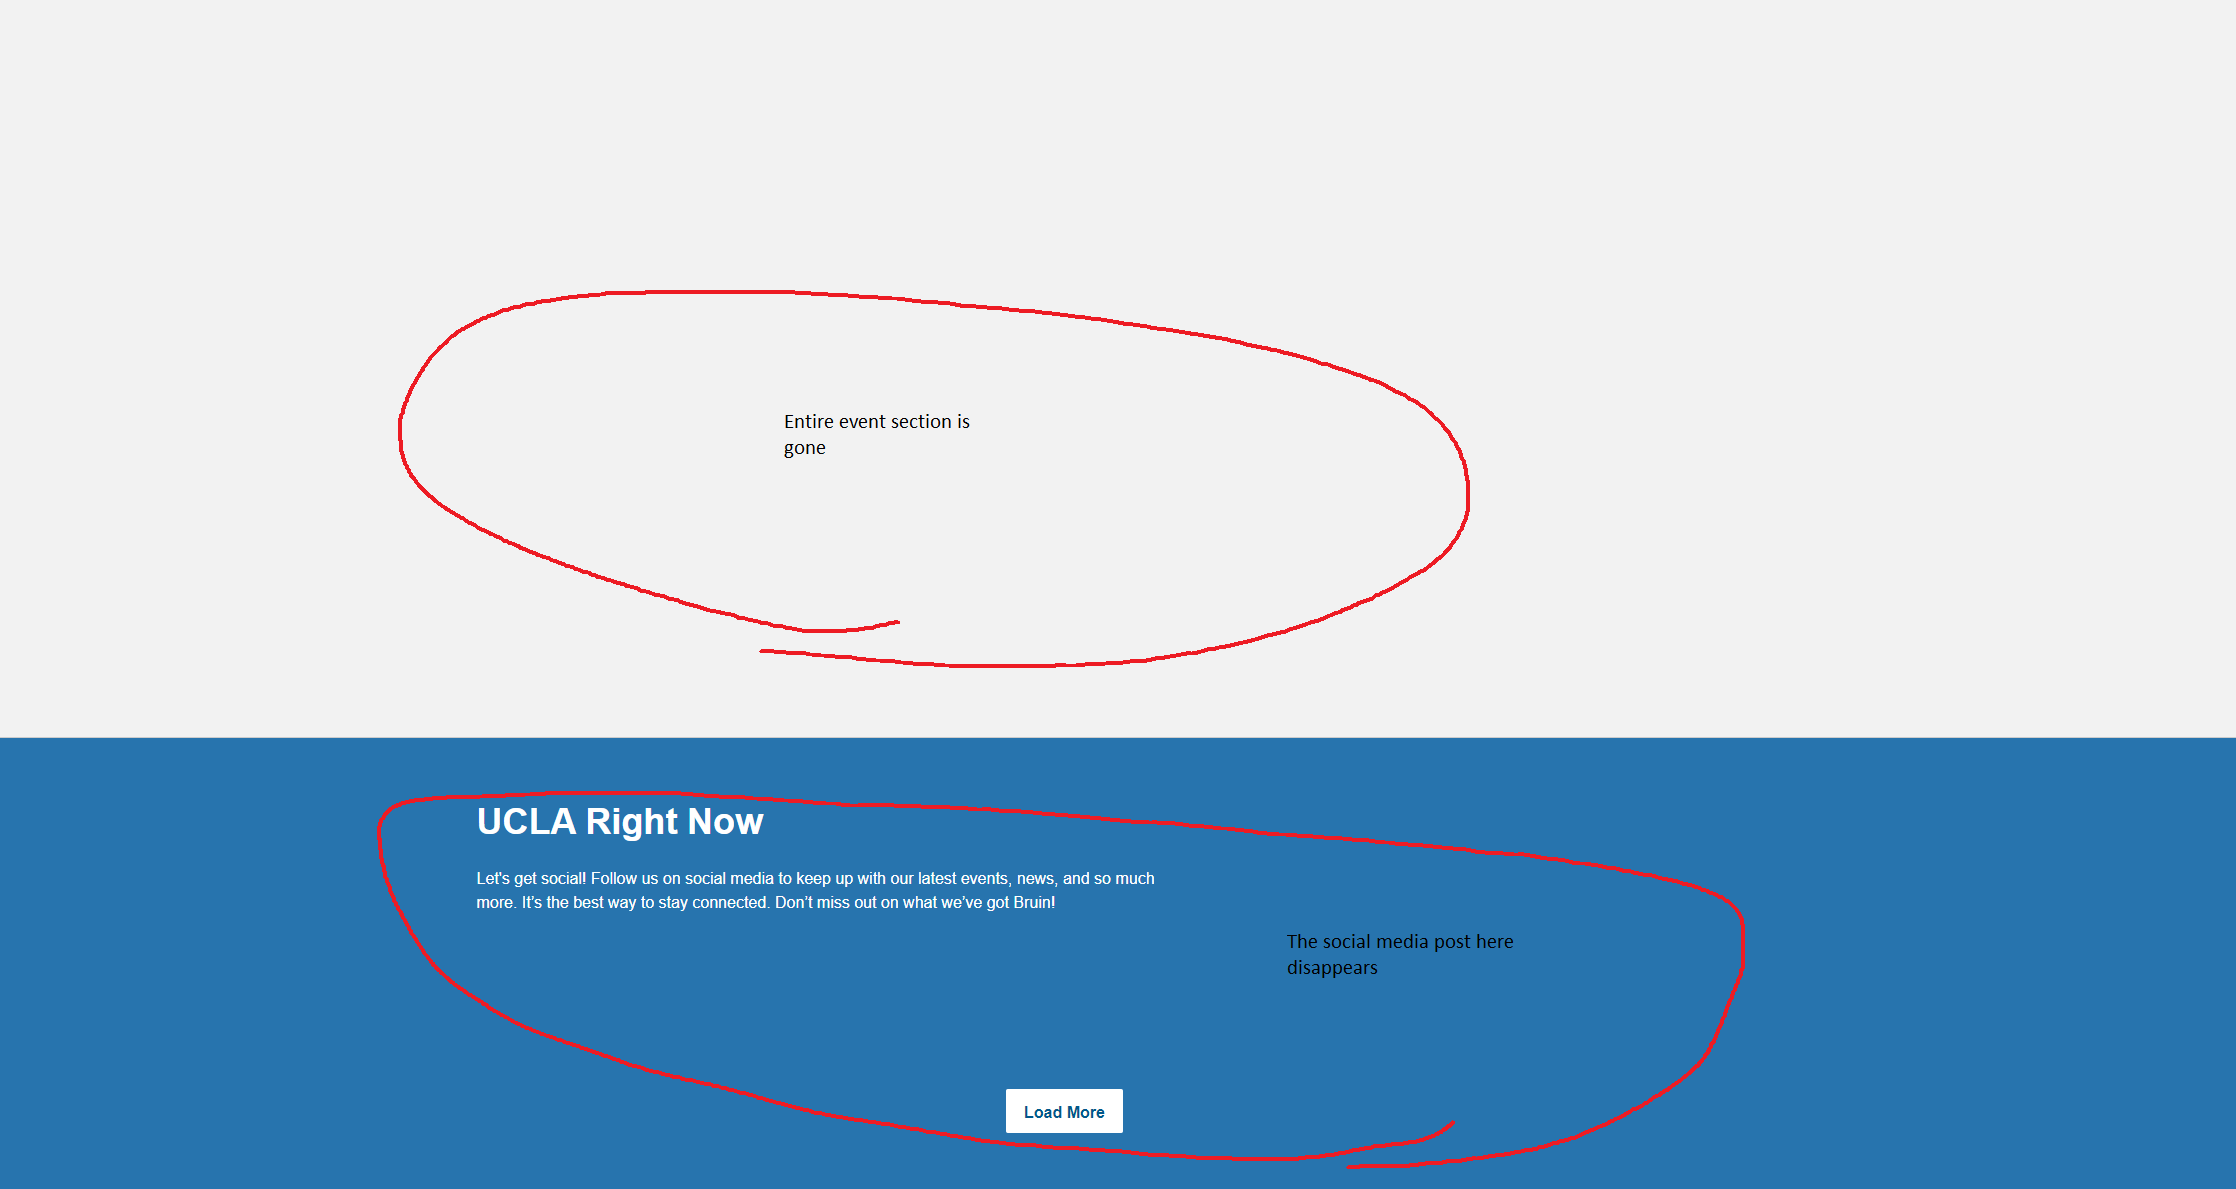 Entire event section is
gone
UCLA Right Now
Let's get social! Follow us on social media to keep up with our latest events, news, and so much
more. It’s the best way to stay connected. Don’t miss out on what we’ve got Bruin!
The social media post here
disappears
Load More